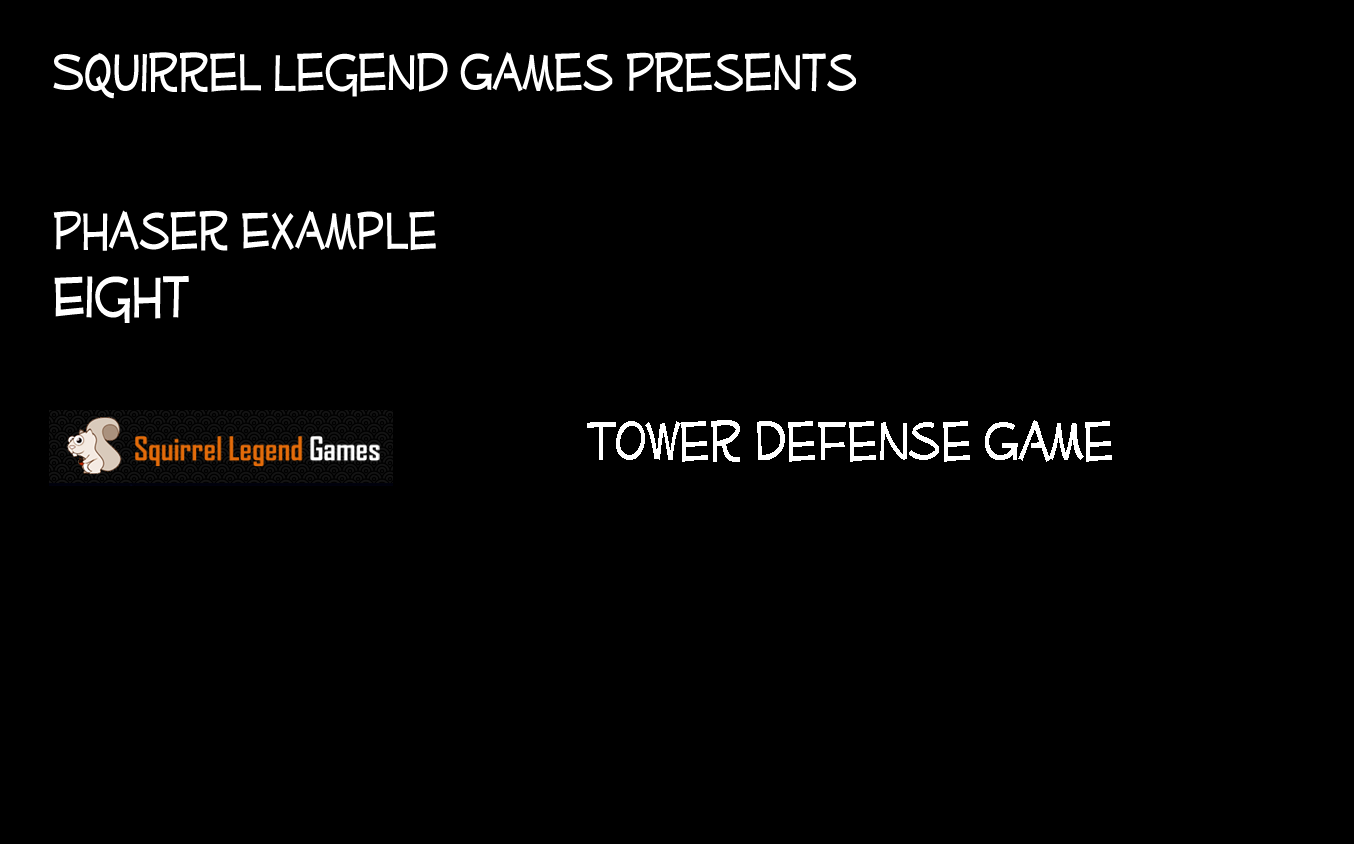 SQUIRREL LEGEND GAMES PRESENTS
PHASER EXAMPLE
EIGHT
Squirrel Legend Games
TOWER DEFENSE GAME